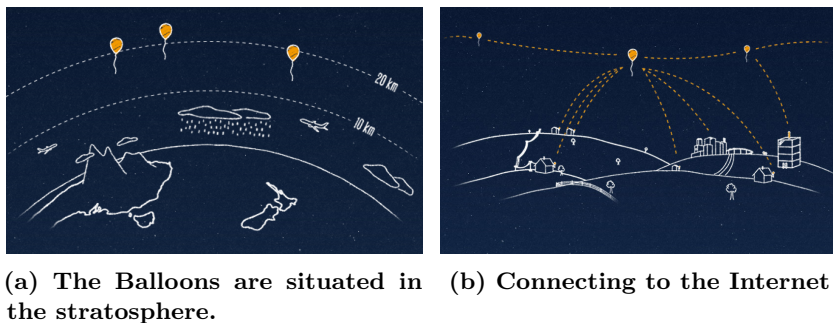 20 km
10 km
(a) The Balloons are situated in
the stratosphere.
(b) Connecting to the Internet